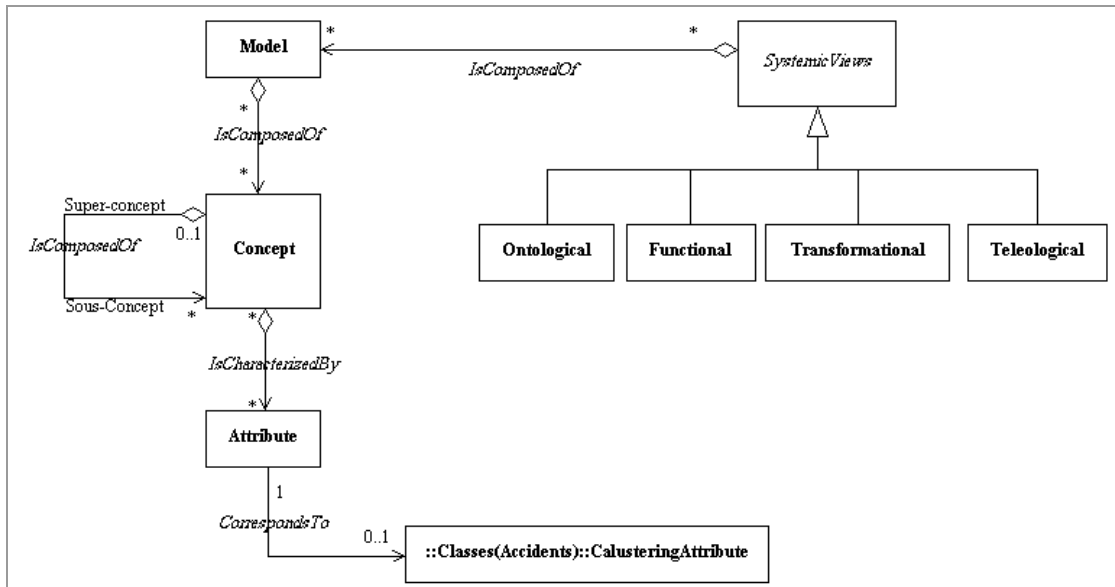 Model
*
*
IsComposedOf
SystemicViews
*
IsComposedOf
*
Super-concept
0..1
IsComposedOf
Concept
Sous-Concept
*
Ontological
Functional
Transformational
Teleological
*
IsCharacterizedBy
*
Attribute
1
CorrespondsTo
0..1
::Classes(Accidents)::CalusteringAttribute